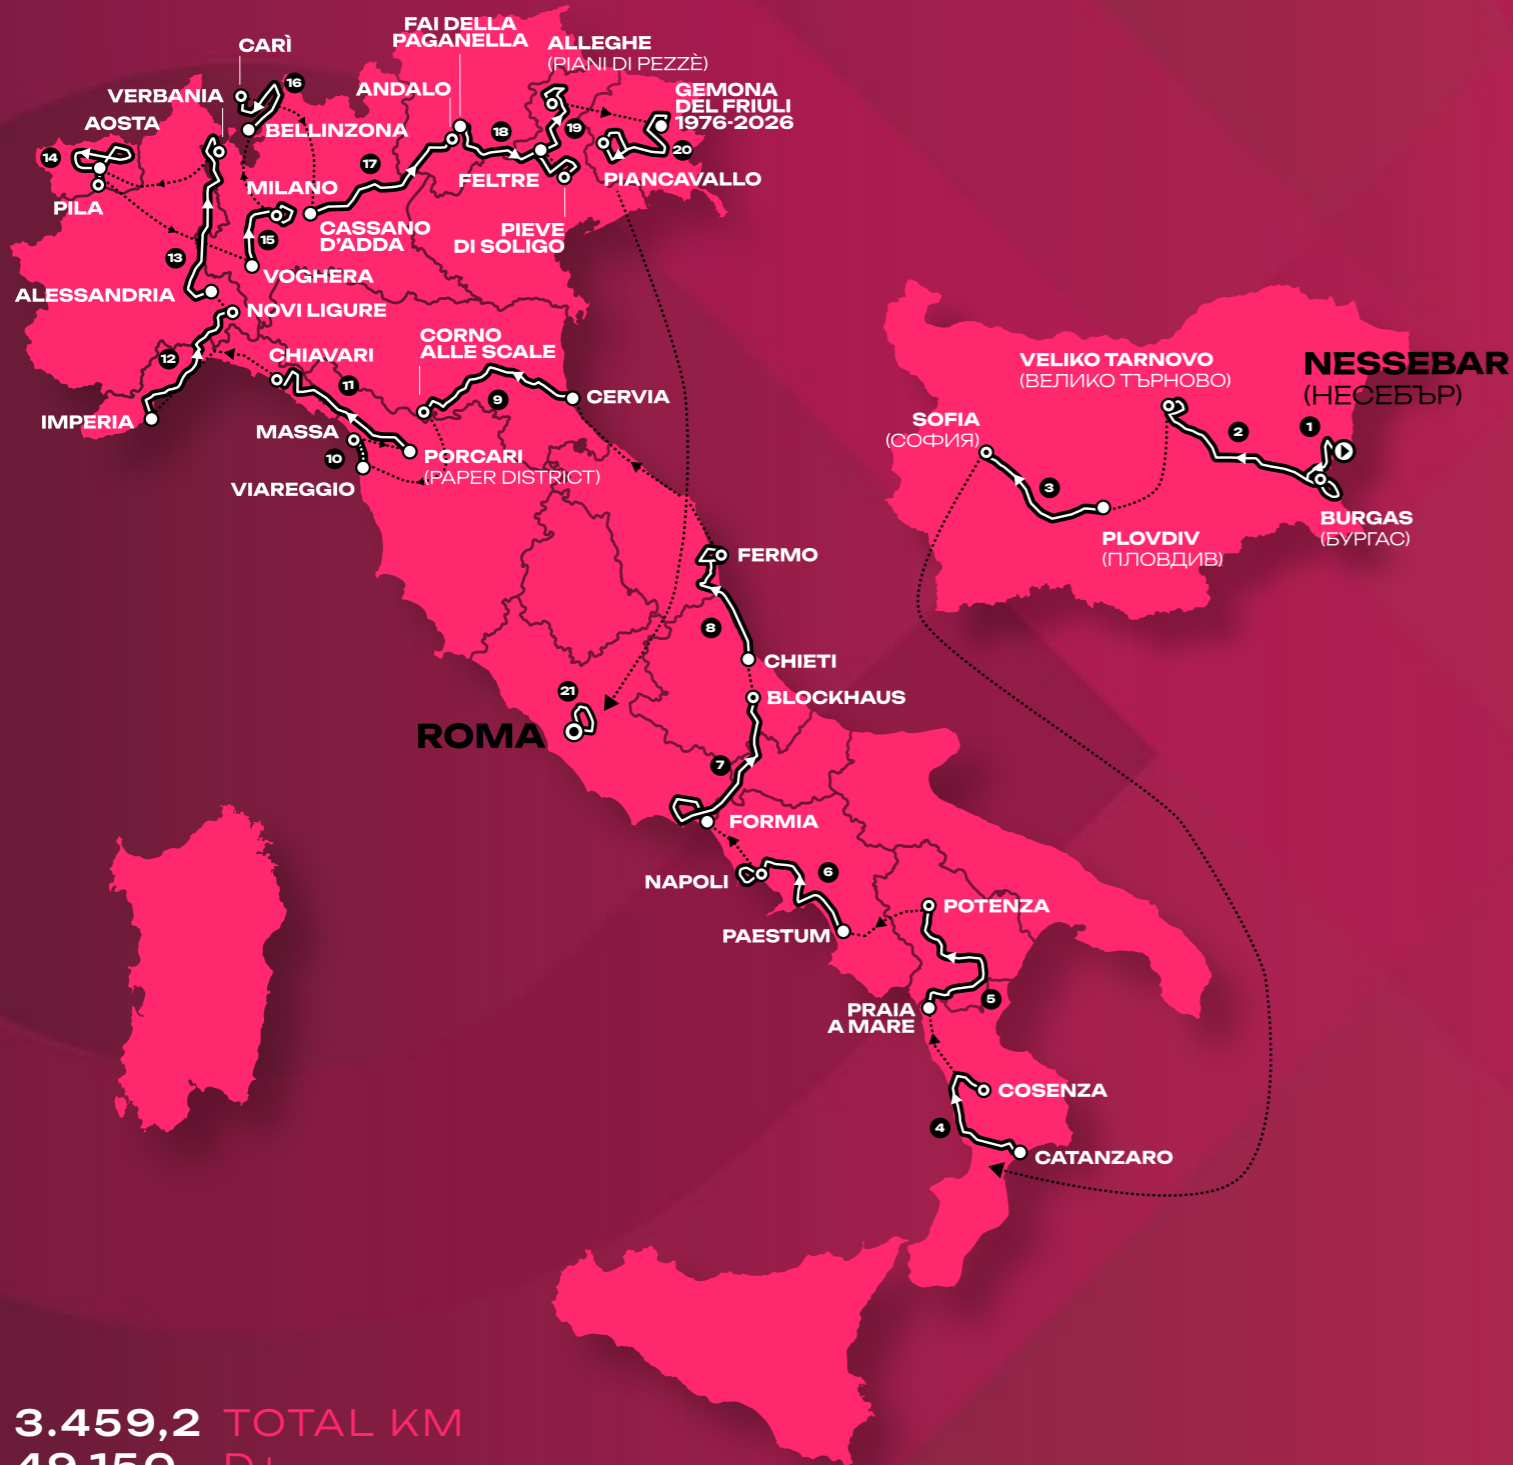 FAI DELLA
PAGANELLA
CARÌ
ALLEGHE
(PIANI DI PEZZÈ)
16
VERBANIA
ANDALO
GEMONA
DEL FRIULI
1976-2026
AOSTA
BELLINZONA
18
19
14
17
20
PILA
MILANO
FELTRE
PIANCAVALLO
CASSANO
D'ADDA
PIEVE
DI SOLIGO
15
13
VOGHERA
ALESSANDRIA
NOVI LIGURE
CORNO
ALLE SCALE
12
CHIAVARI
11
9
CERVIA
IMPERIA
MASSA
10
PORCARI
(PAPER DISTRICT)
VIAREGGIO
VELIKO TARNOVO
(ВЕЛИКО ТЪРНОВО)
NESSEBAR
(НЕСЕБЪР)
SOFIA
(СОФИЯ)
2
1
3
BURGAS
(БУРГАС)
PLOVDIV
(ПЛОВДИВ)
FERMO
8
CHIETI
21
BLOCKHAUS
ROMA
7
FORMIA
6
NAPOLI
POTENZA
PAESTUM
5
PRAIA
A MARE
COSENZA
4
CATANZARO
3.459,2 TOTAL KM
49.150 D+